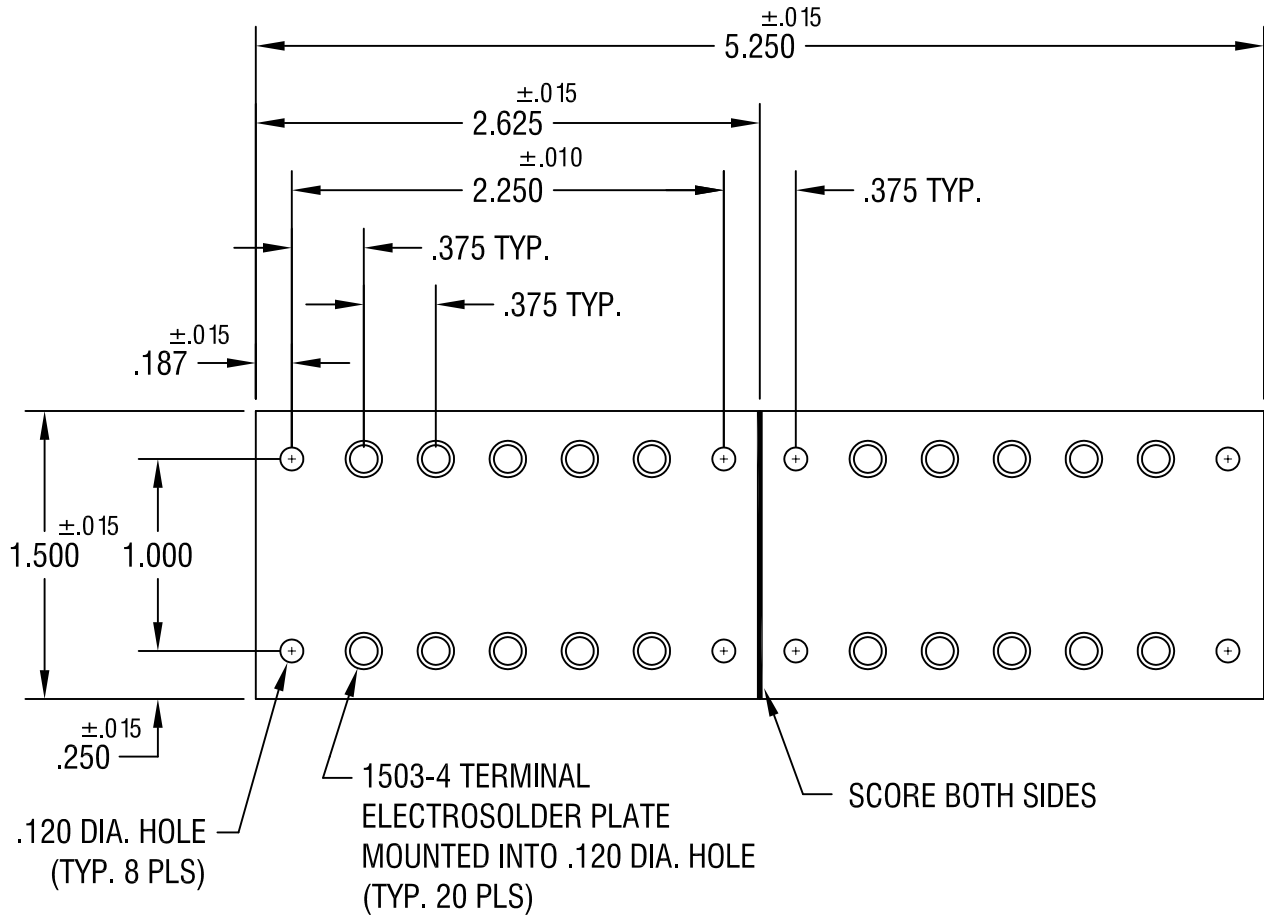 ±.015
5.250
±.015
2.625
±.010
2.250
.375 TYP.
.375 TYP.
.375 TYP.
±.015
.187
±.015
1.500
1.000
±.015
.250
.120 DIA. HOLE
(TYP. 8 PLS)
1503-4 TERMINAL
ELECTROSOLDER PLATE
MOUNTED INTO .120 DIA. HOLE
(TYP. 20 PLS)
SCORE BOTH SIDES